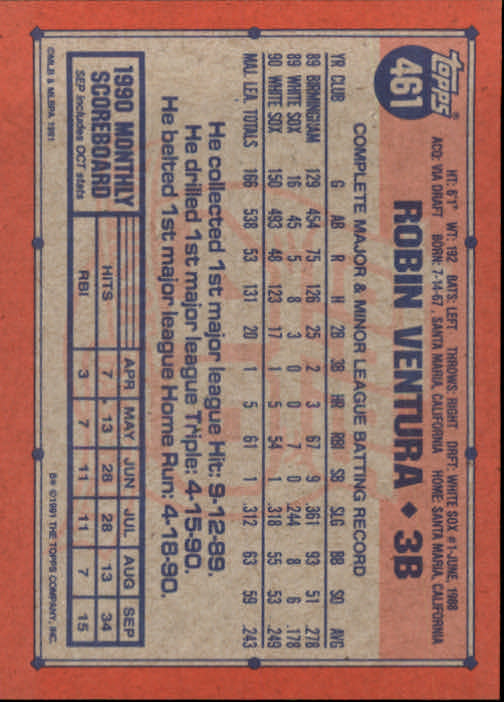 topps®
461
HT: 6'1" WT: 192 BATS: LEFT THROWS: RIGHT DRFT: WHITE SOX #1-JUNE, 1988
ACQ: VIA DRAFT BORN: 7-14-67, SANTA MARIA, CALIFORNIA HOME: SANTA MARIA, CALIFORNIA
ROBIN VENTURA ◆ 3B
COMPLETE MAJOR & MINOR LEAGUE BATTING RECORD
YR CLUB G AB R H 2B 3B HR RBI SB SLG BB SO AVG
89 BIRMINGHAM 129 454 75 126 25 2 3 67 9 .361 93 51 .278
89 WHITE SOX 16 45 5 8 3 0 0 7 0 .244 8 6 .178
90 WHITE SOX 150 493 48 123 17 1 5 54 1 .318 55 53 .249
MAJ. LEA. TOTALS 166 538 53 131 20 1 5 61 1 .312 63 59 .243
He collected 1st major league Hit: 9-12-89.
He drilled 1st major league Triple: 4-15-90.
He belted 1st major league Home Run: 4-18-90.
1990 MONTHLY
SCOREBOARD
SEP includes OCT stats
APR MAY JUN JUL AUG SEP
HITS 7 13 28 28 13 34
RBI 3 7 11 11 7 15
©MLB & MLBPA 1991
B* ©1991 THE TOPPS COMPANY, INC.